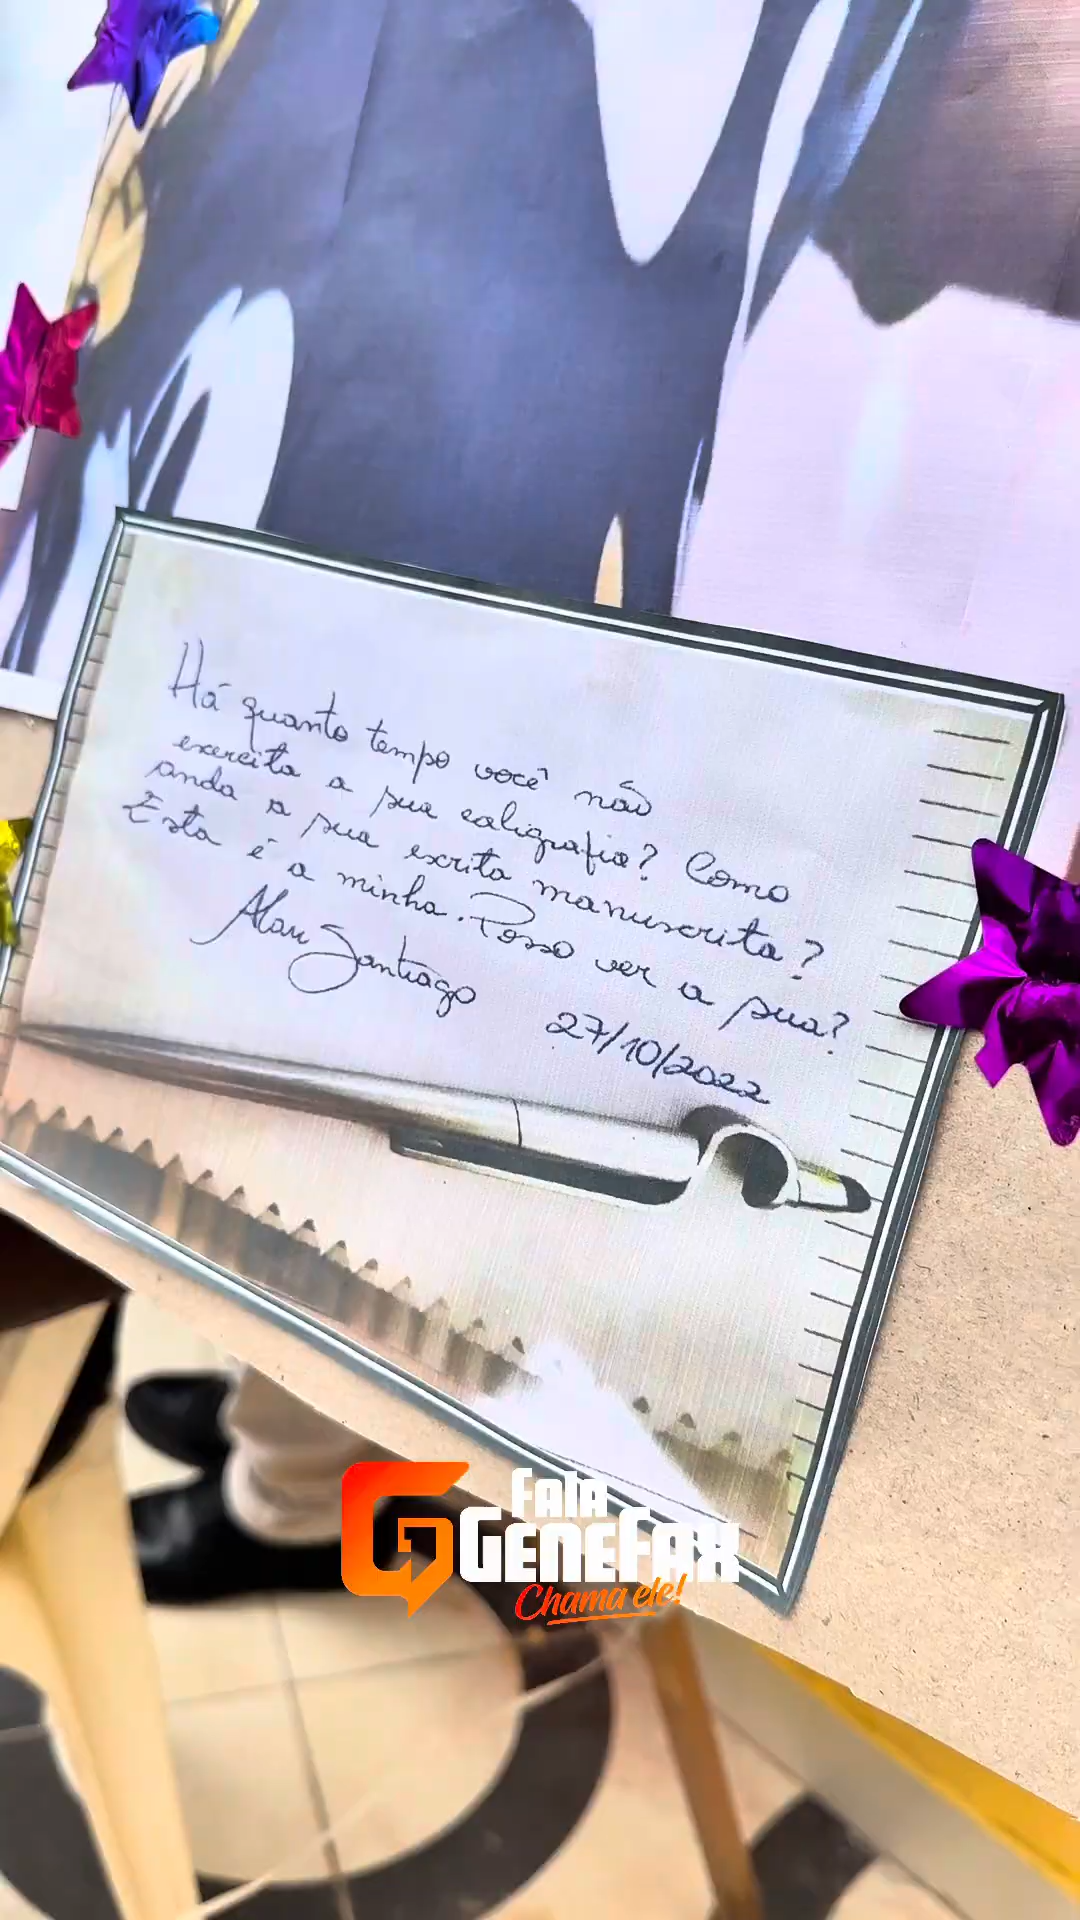 Há quanto tempo você não
exercita a sua caligrafia? Como
anda a sua escrita manuscrita?
Esta é a minha. Posso ver a sua?
Alan Santiago 27/10/2022
Fala
GENEFAX
Chama ele!